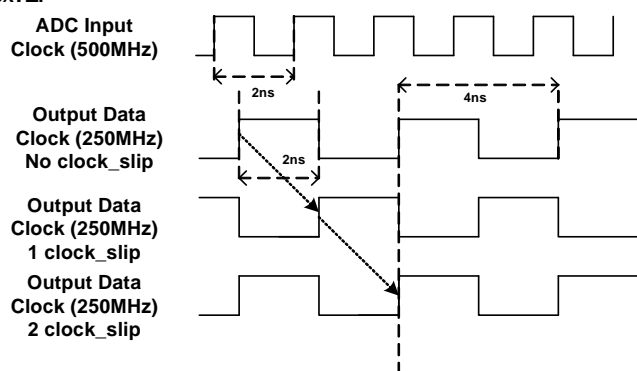 ADC Input
Clock (500MHz)
2ns
4ns
Output Data
Clock (250MHz)
No clock_slip
2ns
Output Data
Clock (250MHz)
1 clock_slip
Output Data
Clock (250MHz)
2 clock_slip